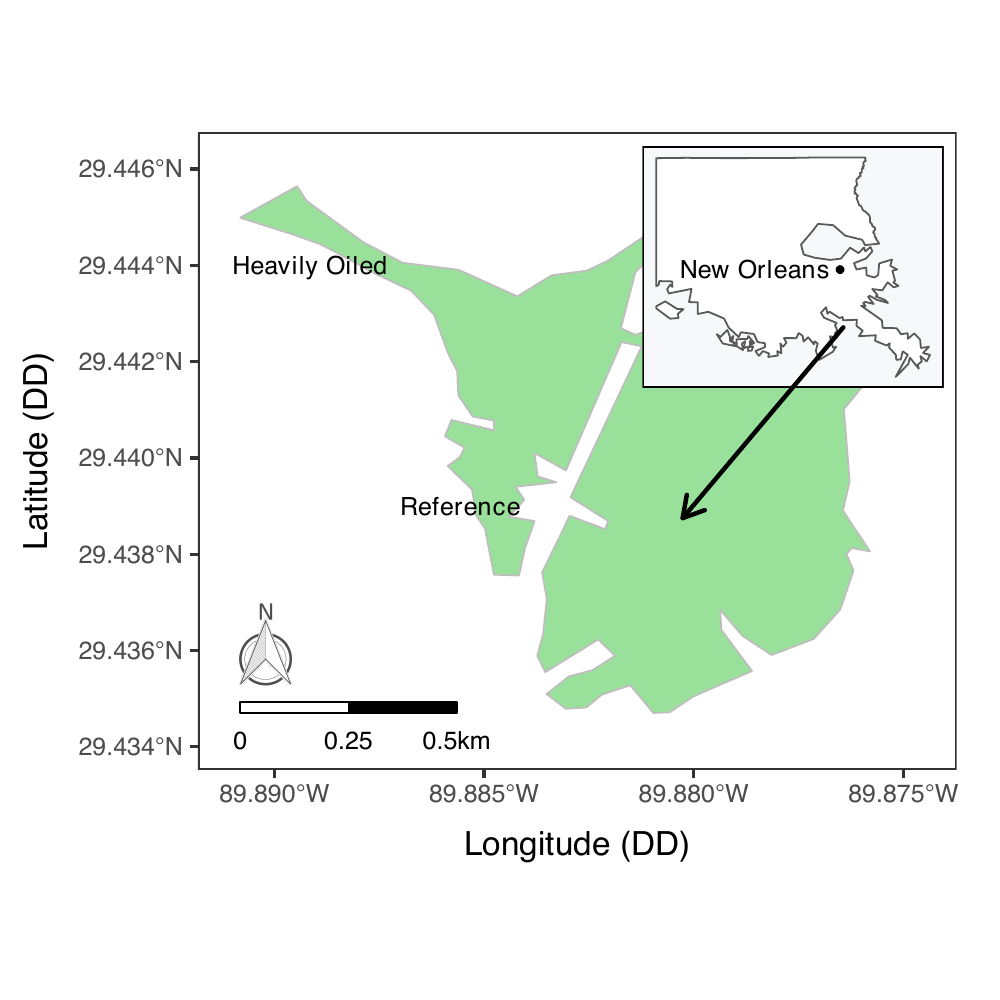 29.446°N
29.444°N
29.442°N
29.440°N
29.438°N
29.436°N
29.434°N
Latitude (DD)
Heavily Oiled
New Orleans
Reference
N
0 0.25 0.5km
89.890°W 89.885°W 89.880°W 89.875°W
Longitude (DD)